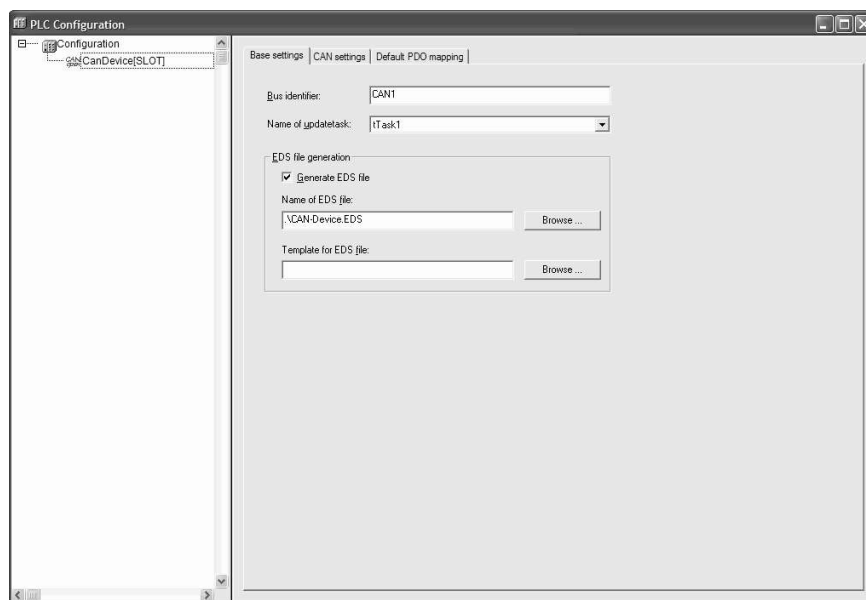 PLC Configuration
Configuration
CanDevice[SLOT]
Base settings
CAN settings
Default PDO mapping
Bus identifier:
CAN1
Name of updatetask:
tTask1
EDS file generation
Generate EDS file
Name of EDS file:
.\CAN-Device.EDS
Browse ...
Template for EDS file:
Browse ...